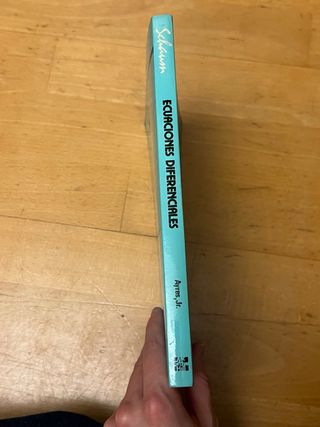 Schaum
ECUACIONES DIFERENCIALES
Ayres, Jr.